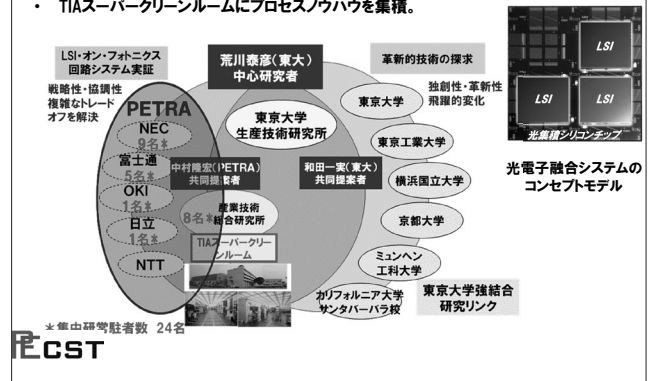 ・ TIAスーパークリーンルームにプロセスノウハウを集積。
LSI・オン・フォトニクス
回路システム実証
戦略性・協調性
複雑なトレード
オフを解決
荒川泰彦(東大)
中心研究者
革新的技術の探求
独創性・革新性
飛躍的変化
PETRA
NEC
9名*
富士通
5名*
OKI
1名*
日立
1名*
NTT
東京大学
生産技術研究所
中村隆宏(PETRA)
共同提案者
和田一実(東大)
共同提案者
8名*
産業技術
総合研究所
TIAスーパークリー
ンルーム
東京大学
東京工業大学
横浜国立大学
京都大学
ミュンヘン
工科大学
カリフォルニア大学
サンタバーバラ校
東京大学強結合
研究リンク
LSI
LSI
LSI
光集積シリコンチップ
光電子融合システムの
コンセプトモデル
*集中研常駐者数 24名
PECST